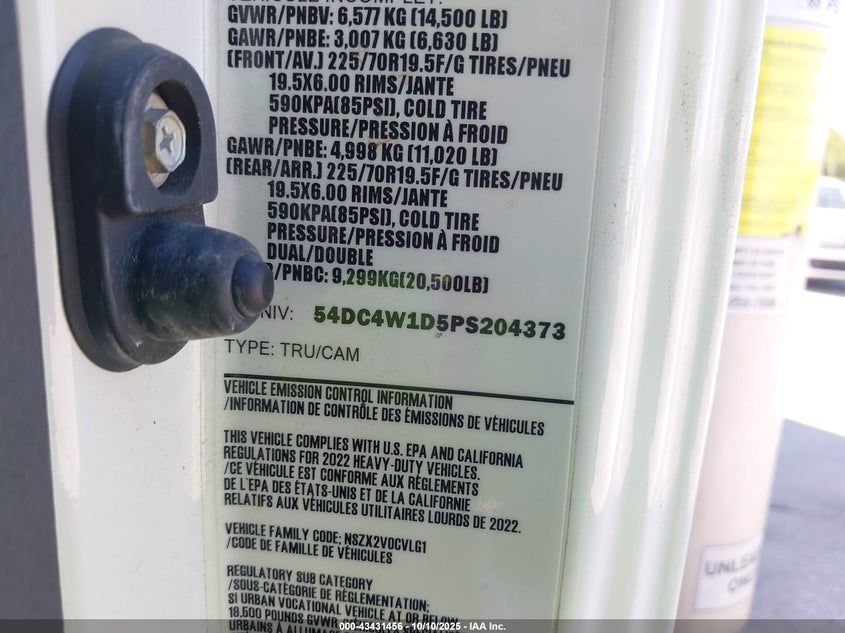 GVWR/PNBV: 6,577 KG (14,500 LB)
GAWR/PNBE: 3,007 KG (6,630 LB)
(FRONT/AV.) 225/70R19.5F/G TIRES/PNEU
19.5X6.00 RIMS/JANTE
590KPA(85PSI), COLD TIRE
PRESSURE/PRESSION À FROID
GAWR/PNBE: 4,998 KG (11,020 LB)
(REAR/ARR.) 225/70R19.5F/G TIRES/PNEU
19.5X6.00 RIMS/JANTE
590KPA(85PSI), COLD TIRE
PRESSURE/PRESSION À FROID
DUAL/DOUBLE
/PNBC: 9,299KG(20,500LB)
NIV: 54DC4W1D5PS204373
TYPE: TRU/CAM
VEHICLE EMISSION CONTROL INFORMATION
/INFORMATION DE CONTRÔLE DES ÉMISSIONS DE VÉHICULES
THIS VEHICLE COMPLIES WITH U.S. EPA AND CALIFORNIA
REGULATIONS FOR 2022 HEAVY-DUTY VEHICLES.
/CE VÉHICULE EST CONFORME AUX RÈGLEMENTS
DE L'EPA DES ÉTATS-UNIS ET DE LA CALIFORNIE
RELATIFS AUX VÉHICULES UTILITAIRES LOURDS DE 2022.
VEHICLE FAMILY CODE; NSZX2VOCVLG1
/CODE DE FAMILLE DE VÉHICULES
REGULATORY SUB CATEGORY
/SOUS-CATÉGORIE DE RÉGLEMENTATION;
SI URBAN VOCATIONAL VEHICLE AT OR BELOW
19,500 POUNDS GVWR
URBAINS À
000-43431456 - 10/10/2025 - IAA Inc.